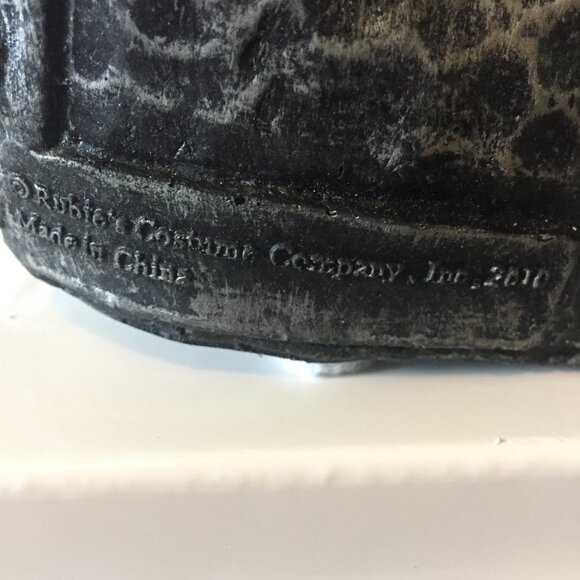 ©Rubie's Costume Company, Inc, 2010
Made in China